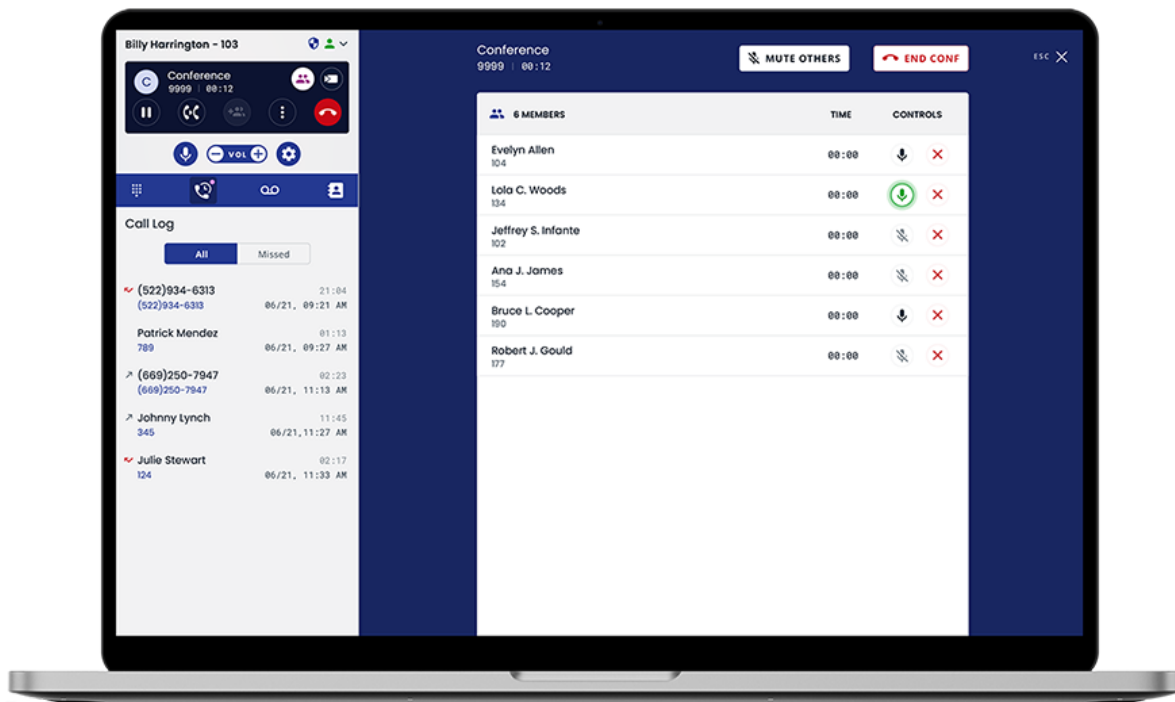 Billy Harrington - 103
C
Conference
9999 | 00:12
VOL
Call Log
All
Missed
(522)934-6313
21:04
(522)934-6313
06/21, 09:21 AM
Patrick Mendez
01:13
789
06/21, 09:27 AM
(669)250-7947
02:23
(669)250-7947
06/21, 11:13 AM
Johnny Lynch
11:45
345
06/21,11:27 AM
Julie Stewart
02:17
124
06/21, 11:33 AM
Conference
9999 | 00:12
MUTE OTHERS
END CONF
ESC
6 MEMBERS
TIME
CONTROLS
Evelyn Allen
104
00:00
Lola C. Woods
134
00:00
Jeffrey S. Infante
102
00:00
Ana J. James
154
00:00
Bruce L. Cooper
190
00:00
Robert J. Gould
177
00:00